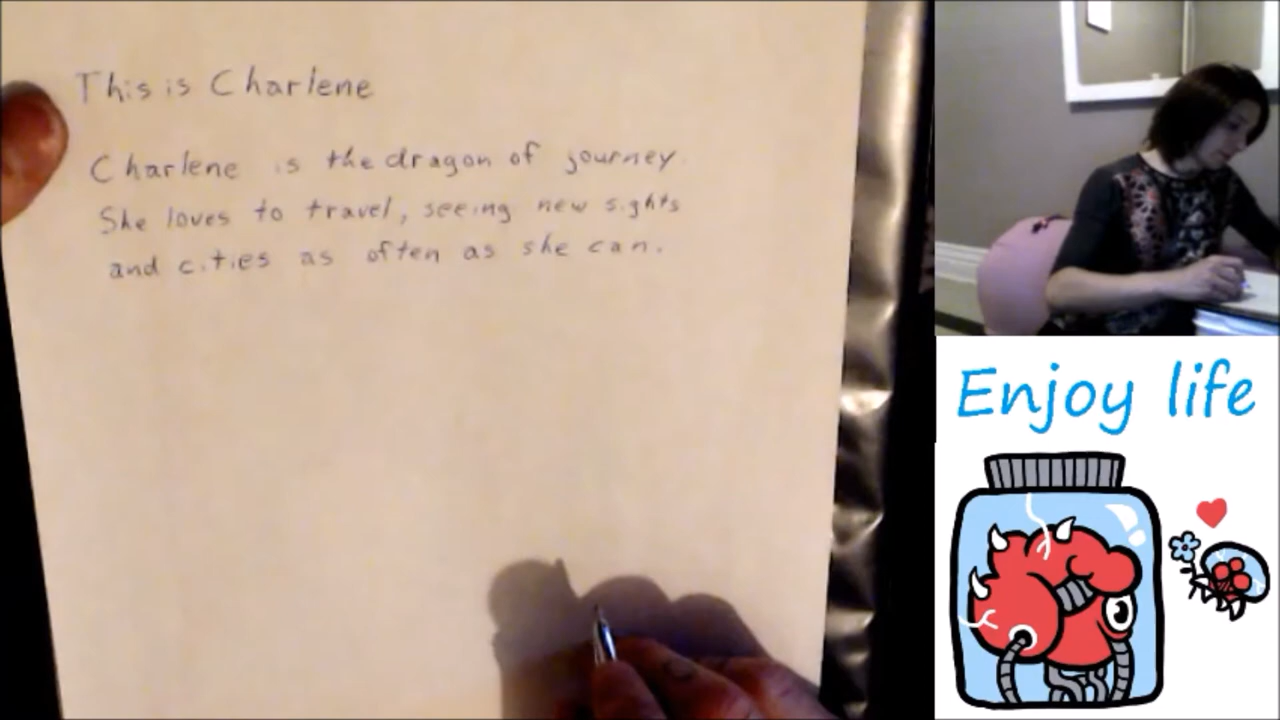 This is Charlene
Charlene is the dragon of journey.
She loves to travel, seeing new sights
and cities as often as she can.
Enjoy life